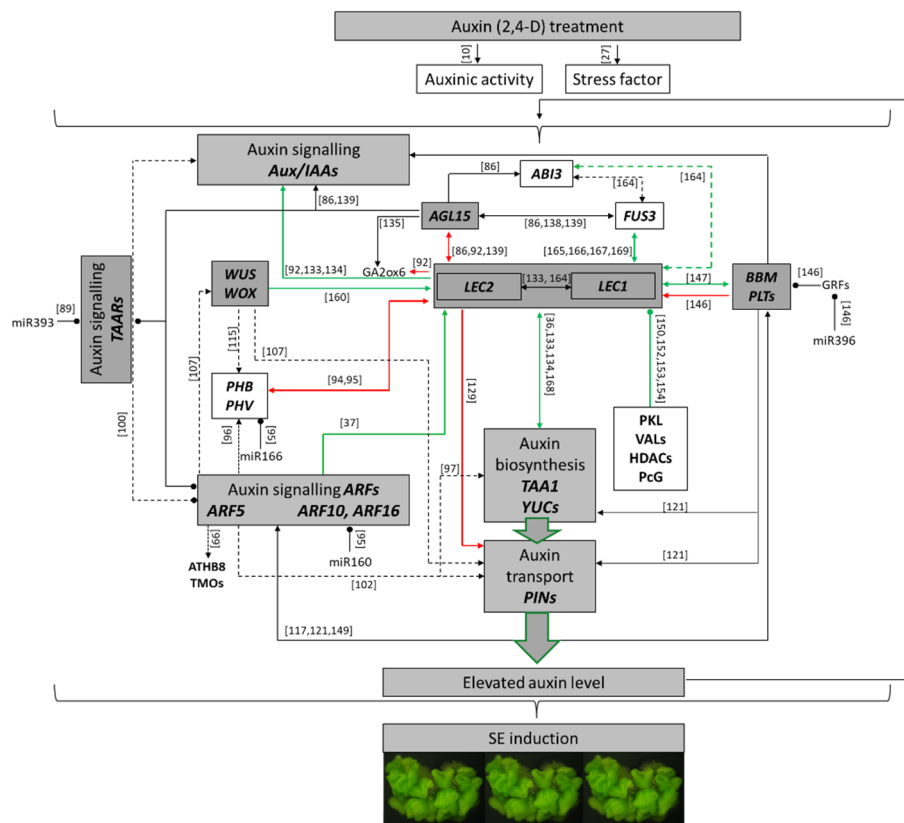 Auxin (2,4-D) treatment
[10]
[27]
Auxinic activity
Stress factor
Auxin signalling
Aux/IAAs
[86]
ABI3
[164]
[164]
[86,139]
[135]
AGL15
[86,138,139]
FUS3
[86,92,139]
[165,166,167,169]
[92,133,134]
GA2ox6
[92]
WUS
WOX
[160]
LEC2
[133, 164]
LEC1
[147]
[146]
BBM
PLTs
[146]
GRFs
[146]
miR396
[89]
miR393
Auxin signalling
TAARs
[115]
[107]
[107]
[94,95]
[129]
[36,133,134,168]
[150,152,153,154]
PHB
PHV
[96]
[56]
miR166
[37]
[100]
PKL
VALs
HDACs
PcG
Auxin
biosynthesis
TAA1
YUCs
[97]
[121]
Auxin signalling ARFs
ARF5
ARF10, ARF16
[66]
[56]
miR160
ATHB8
TMOs
[102]
[121]
Auxin
transport
PINs
[117,121,149]
Elevated auxin level
SE induction